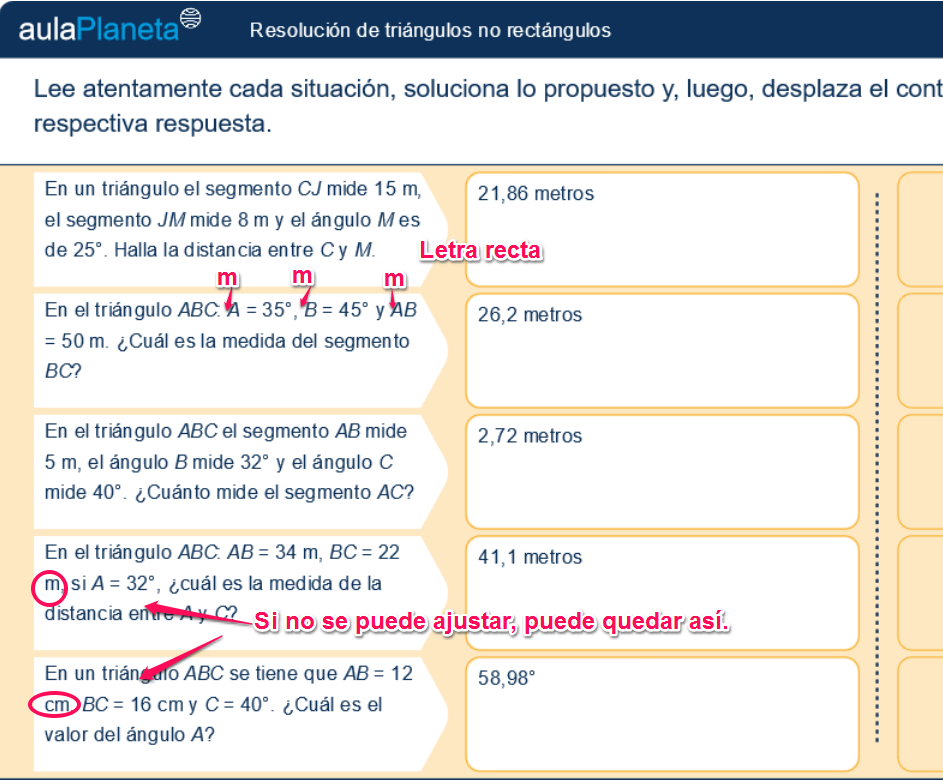 aulaPlaneta Resolución de triángulos no rectángulos
Lee atentamente cada situación, soluciona lo propuesto y, luego, desplaza el cont
respectiva respuesta.
En un triángulo el segmento CJ mide 15 m,
el segmento JM mide 8 m y el ángulo M es
de 25°. Halla la distancia entre C y M.
21,86 metros
Letra recta
m m m
En el triángulo ABC: A = 35°, B = 45° y AB
= 50 m. ¿Cuál es la medida del segmento
BC?
26,2 metros
En el triángulo ABC el segmento AB mide
5 m, el ángulo B mide 32° y el ángulo C
mide 40°. ¿Cuánto mide el segmento AC?
2,72 metros
En el triángulo ABC: AB = 34 m, BC = 22
m, si A = 32°, ¿cuál es la medida de la
distancia entre A y C?
41,1 metros
Si no se puede ajustar, puede quedar así.
En un triángulo ABC se tiene que AB = 12
cm, BC = 16 cm y C = 40°. ¿Cuál es el
valor del ángulo A?
58,98°